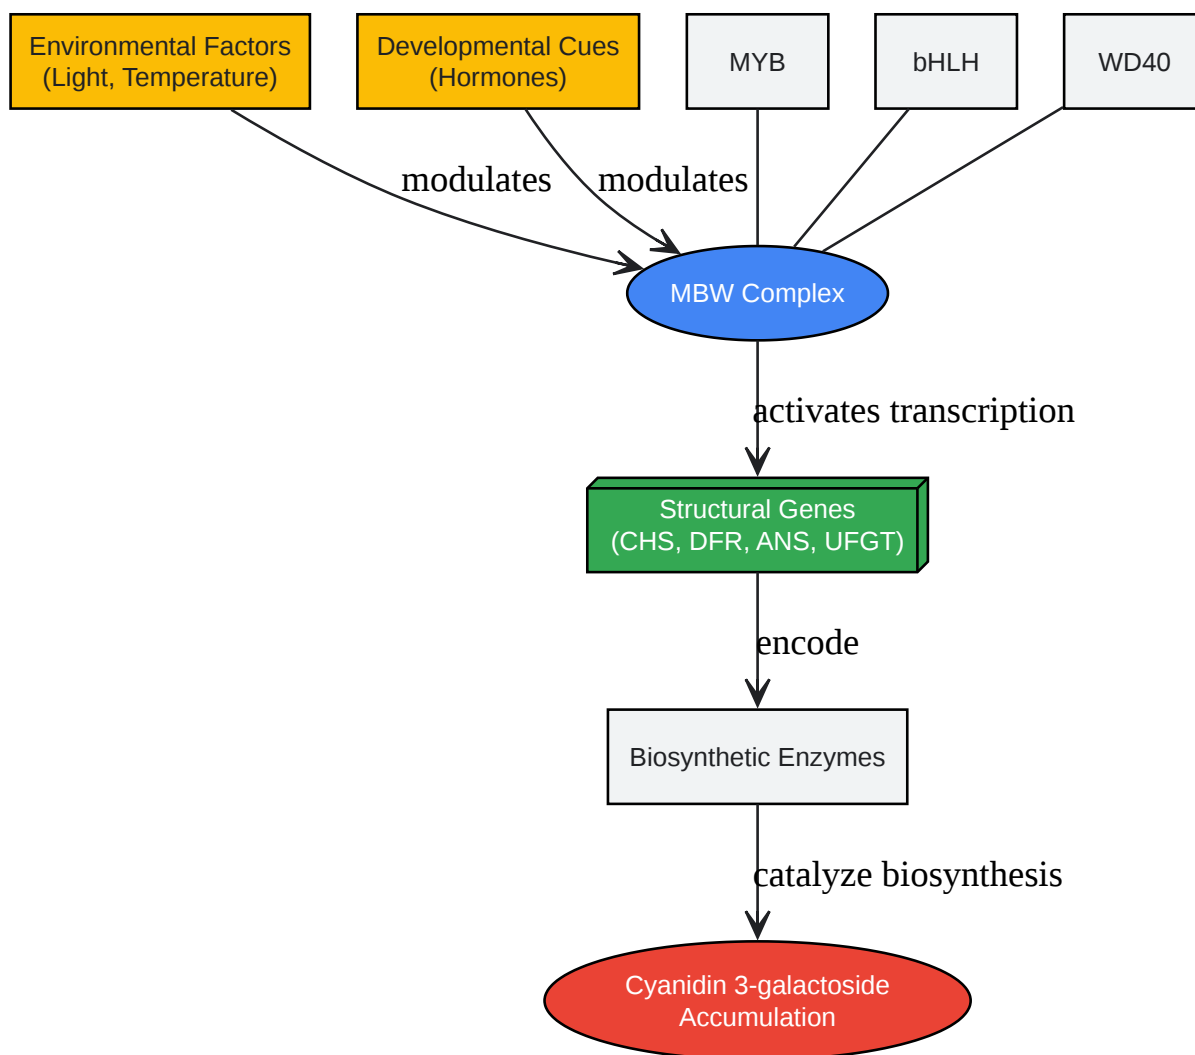 Environmental Factors
(Light, Temperature)
Developmental Cues
(Hormones)
MYB
bHLH
WD40
modulates
modulates
MBW Complex
activates transcription
Structural Genes
(CHS, DFR, ANS, UFGT)
encode
Biosynthetic Enzymes
catalyze biosynthesis
Cyanidin 3-galactoside
Accumulation